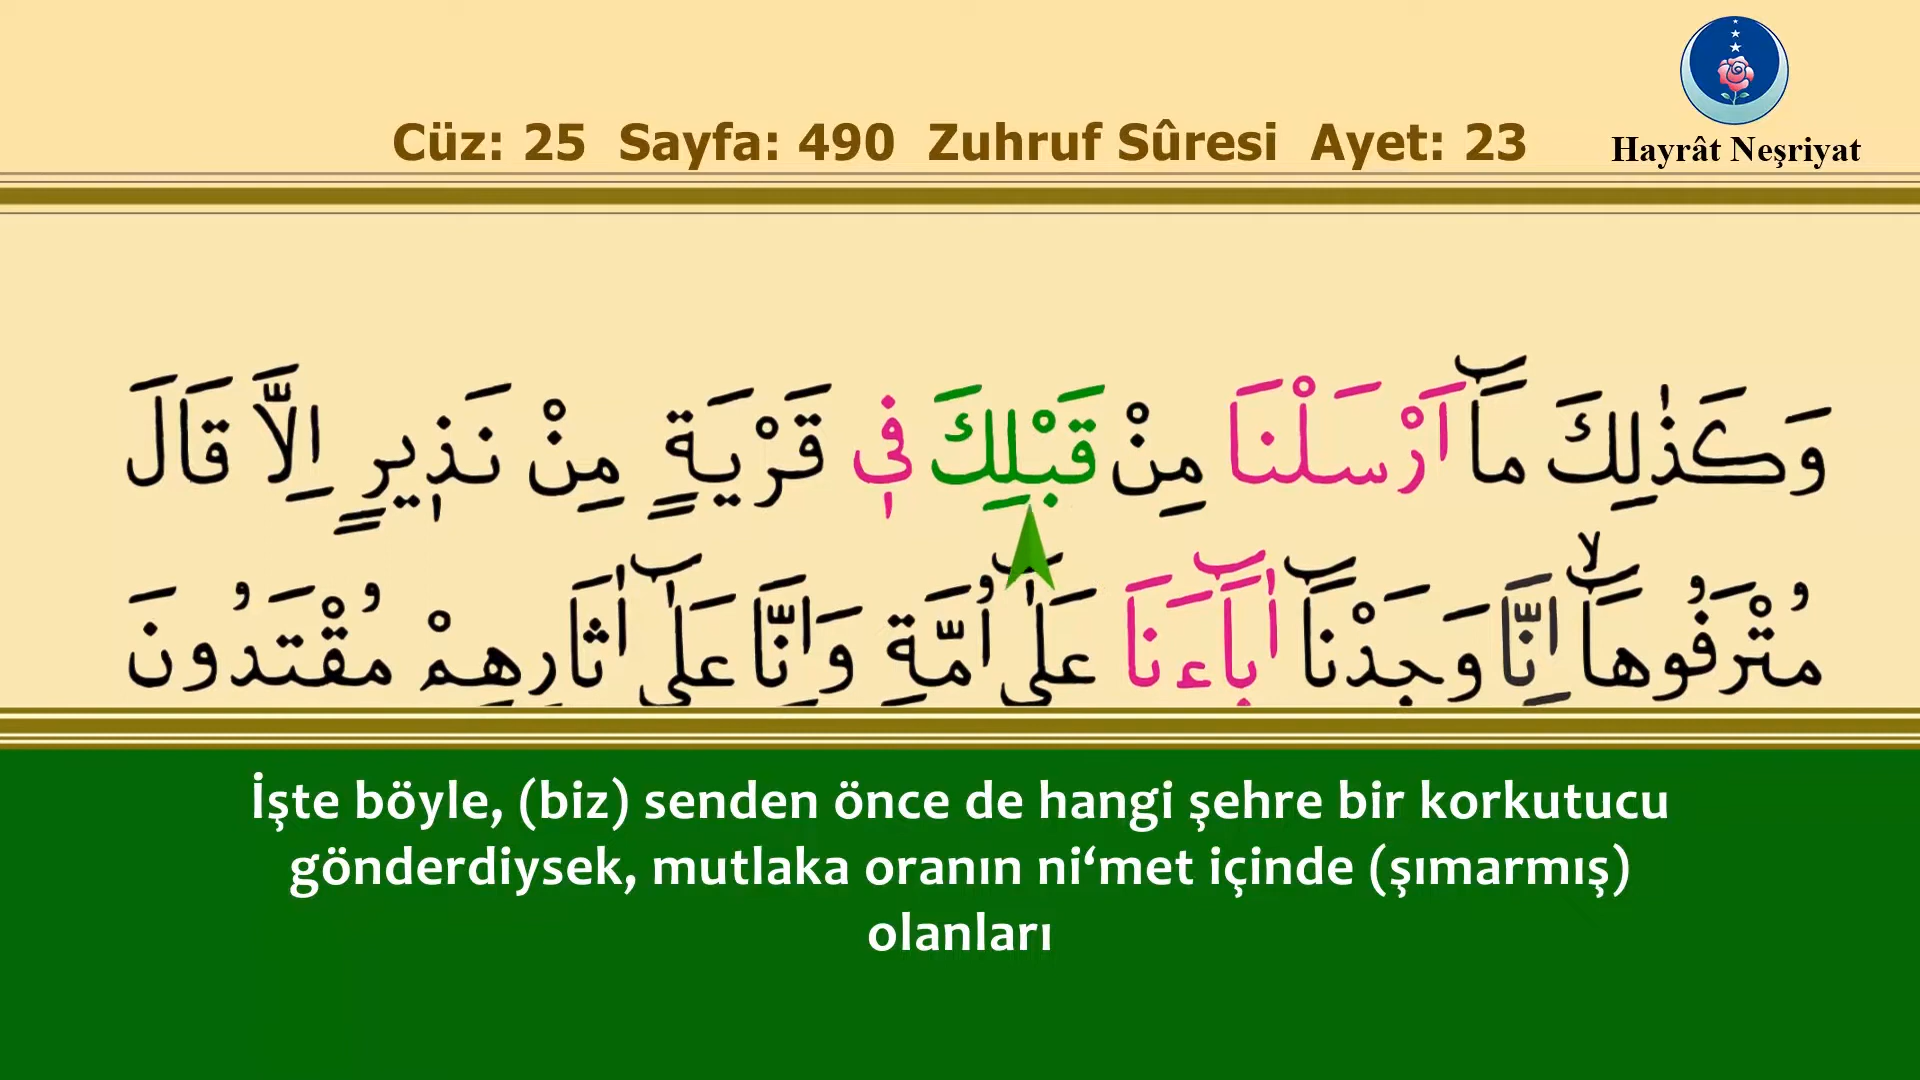 Cüz: 25 Sayfa: 490 Zuhruf Sûresi Ayet: 23
Hayrât Neşriyat
وَكَذٰلِكَ مَٓا اَرْسَلْنَا مِنْ قَبْلِكَ ف۪ي قَرْيَةٍ مِنْ نَذ۪يرٍ اِلَّا قَالَ
مُتْرَفُوهَٓاۙ اِنَّا وَجَدْنَٓا اٰبَٓاءَنَا عَلٰٓى اُمَّةٍ وَاِنَّا عَلٰٓى اٰثَارِهِمْ مُقْتَدُونَ
İşte böyle, (biz) senden önce de hangi şehre bir korkutucu
gönderdiysek, mutlaka oranın ni‘met içinde (şımarmış)
olanları